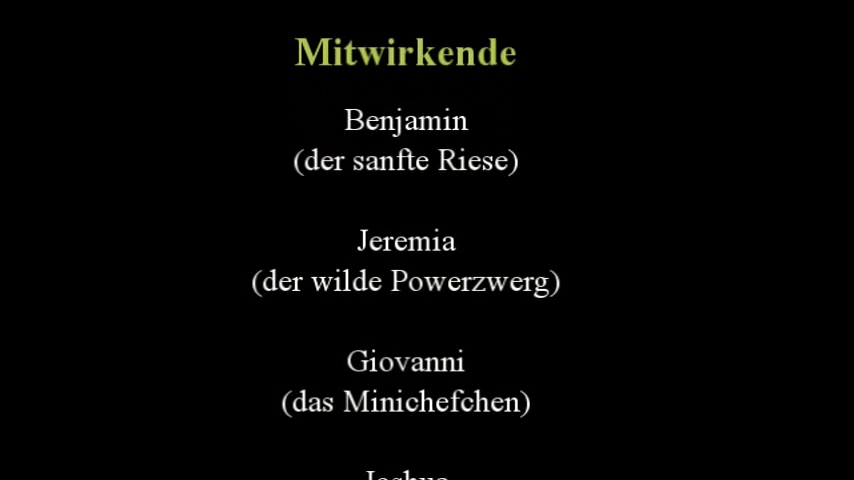 Mitwirkende
Benjamin
(der sanfte Riese)
Jeremia
(der wilde Powerzwerg)
Giovanni
(das Minichefchen)